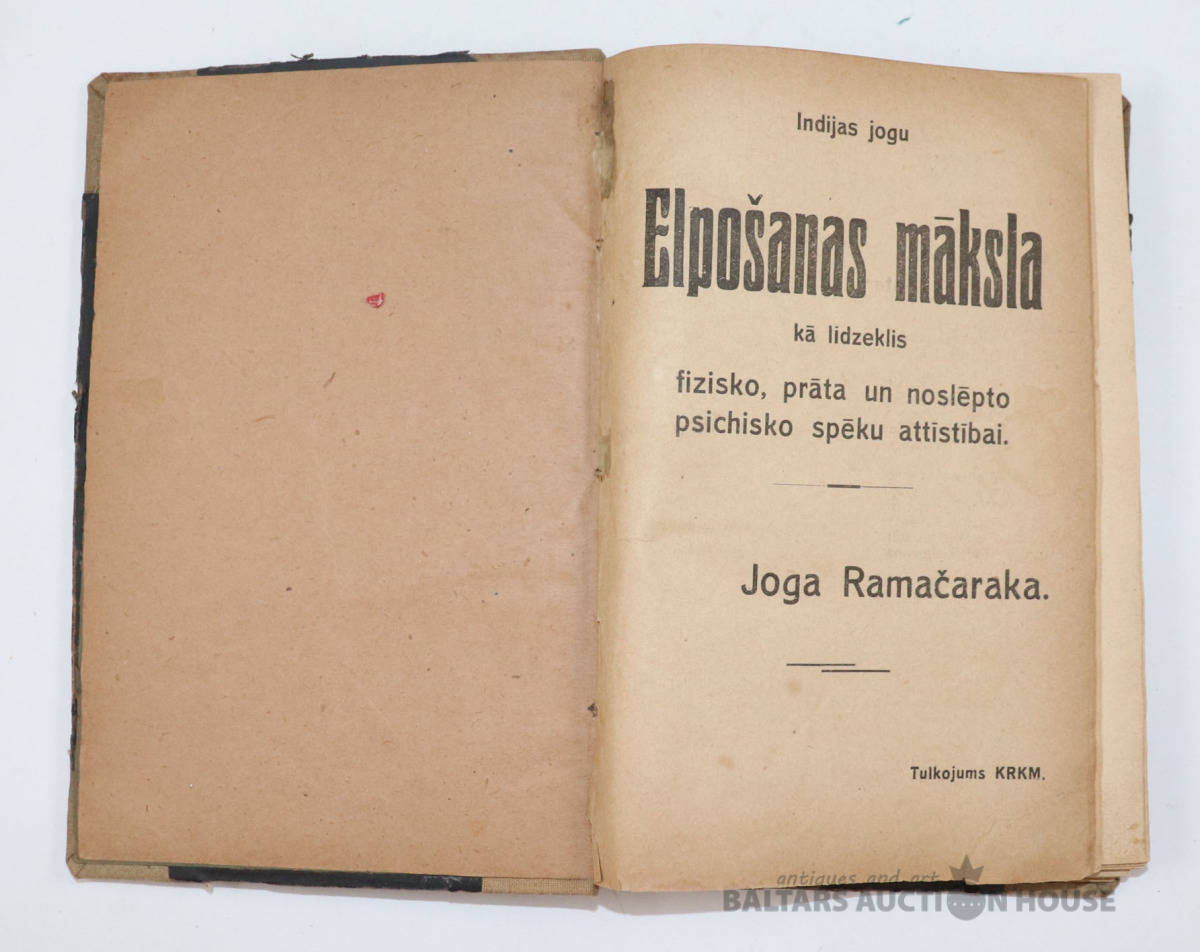 Indijas jogu
Elpošanas māksla
kā līdzeklis
fizisko, prāta un noslēpto
psichisko spēku attīstībai.
Joga Ramačaraka.
Tulkojums KRKM.
antiques and art
BALTARS AUCTION HOUSE